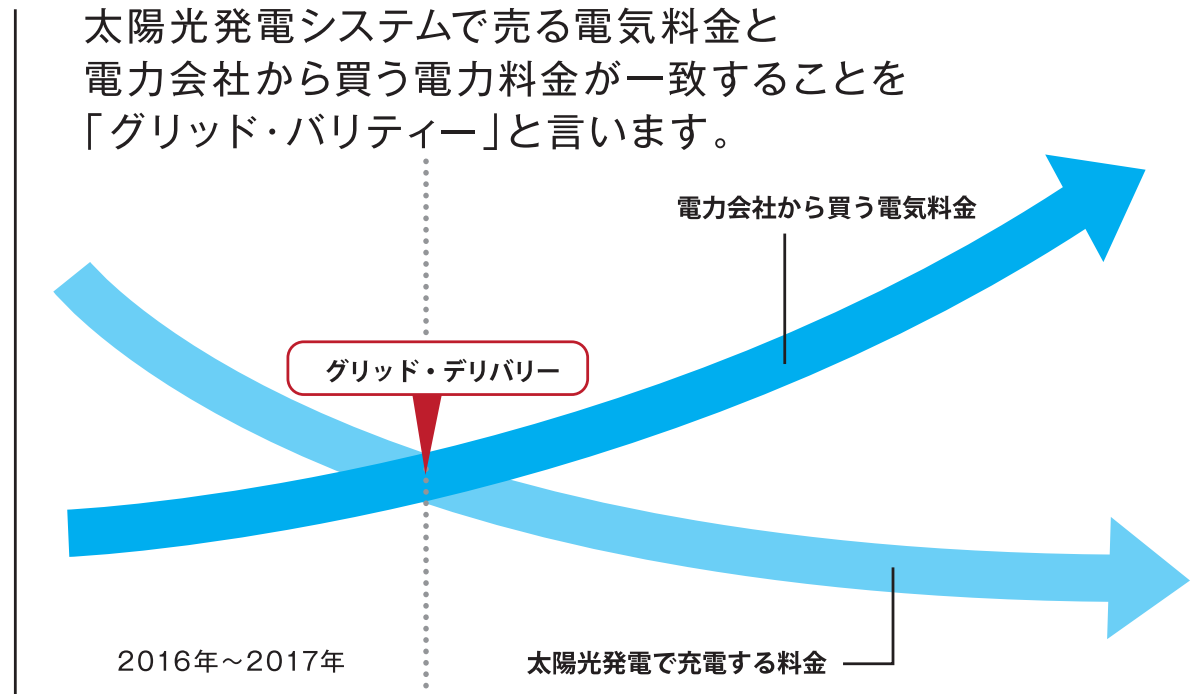 太陽光発電システムで売る電気料金と
電力会社から買う電力料金が一致することを
「グリッド・バリティー」と言います。
電力会社から買う電気料金
グリッド・デリバリー
2016年～2017年
太陽光発電で充電する料金